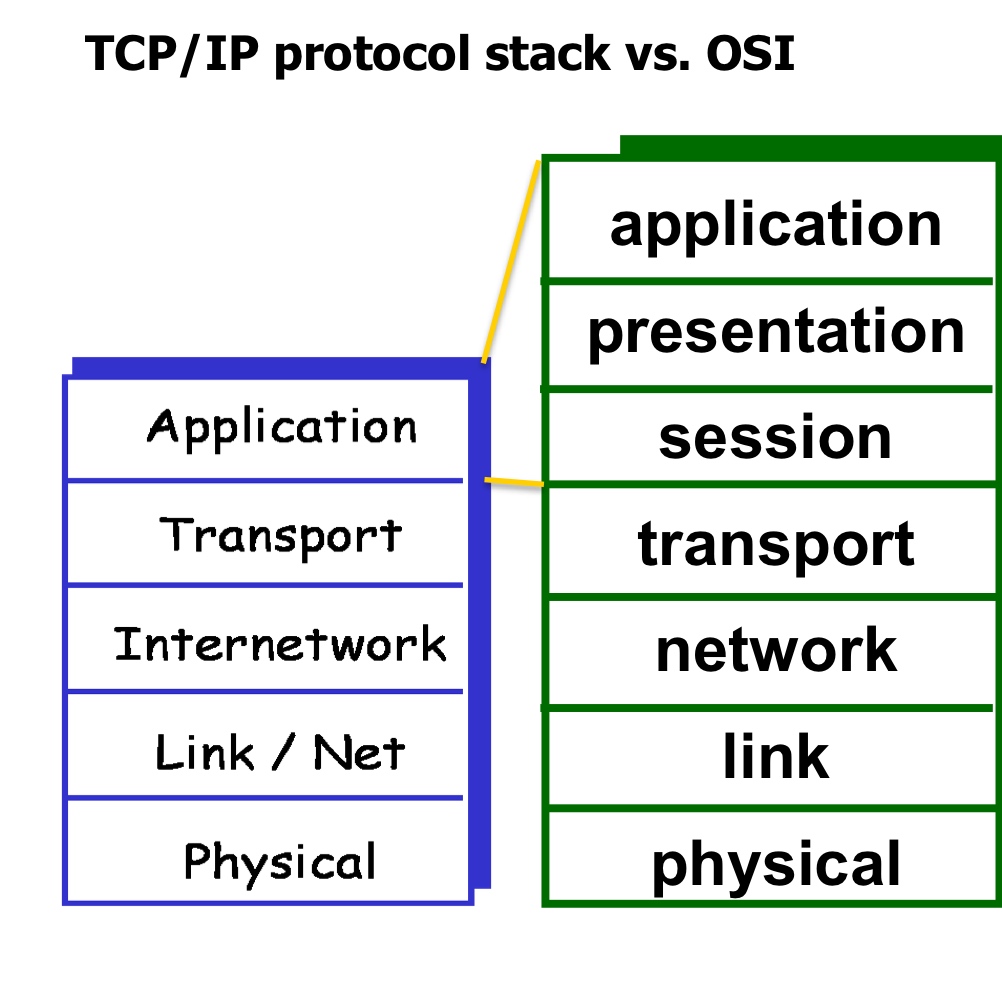 TCP/IP protocol stack vs. OSI
Application
Transport
Internetwork
Link / Net
Physical
application
presentation
session
transport
network
link
physical